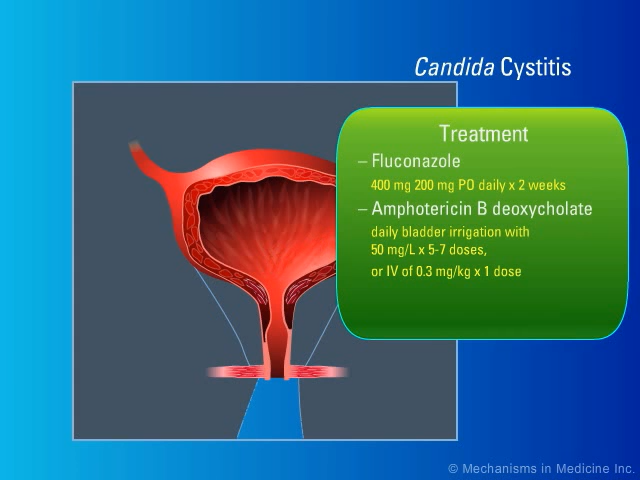 Candida Cystitis
Treatment
– Fluconazole
400 mg 200 mg PO daily x 2 weeks
– Amphotericin B deoxycholate
daily bladder irrigation with
50 mg/L x 5-7 doses,
or IV of 0.3 mg/kg x 1 dose
© Mechanisms in Medicine Inc.